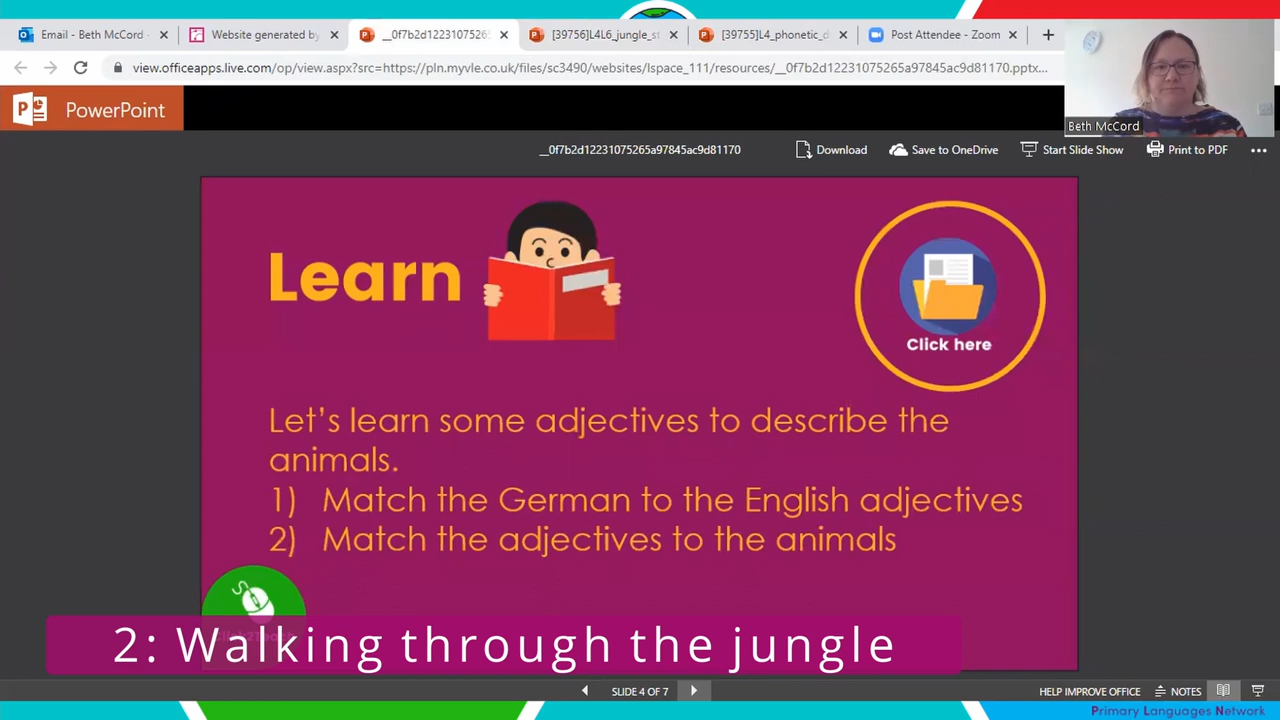 Email - Beth McCord
Website generated by
__0f7b2d12231075265
[39756]L4L6_jungle_st
[39755]L4_phonetic_d
Post Attendee - Zoom
view.officeapps.live.com/op/view.aspx?src=https://pln.myvle.co.uk/files/sc3490/websites/lspace_111/resources/__0f7b2d12231075265a97845ac9d81170.pptx...
PowerPoint
Beth McCord
__0f7b2d12231075265a97845ac9d81170
Download
Save to OneDrive
Start Slide Show
Print to PDF
Learn
Click here
Let's learn some adjectives to describe the
animals.
1) Match the German to the English adjectives
2) Match the adjectives to the animals
2: Walking through the jungle
SLIDE 4 OF 7
HELP IMPROVE OFFICE
NOTES
Primary Languages Network